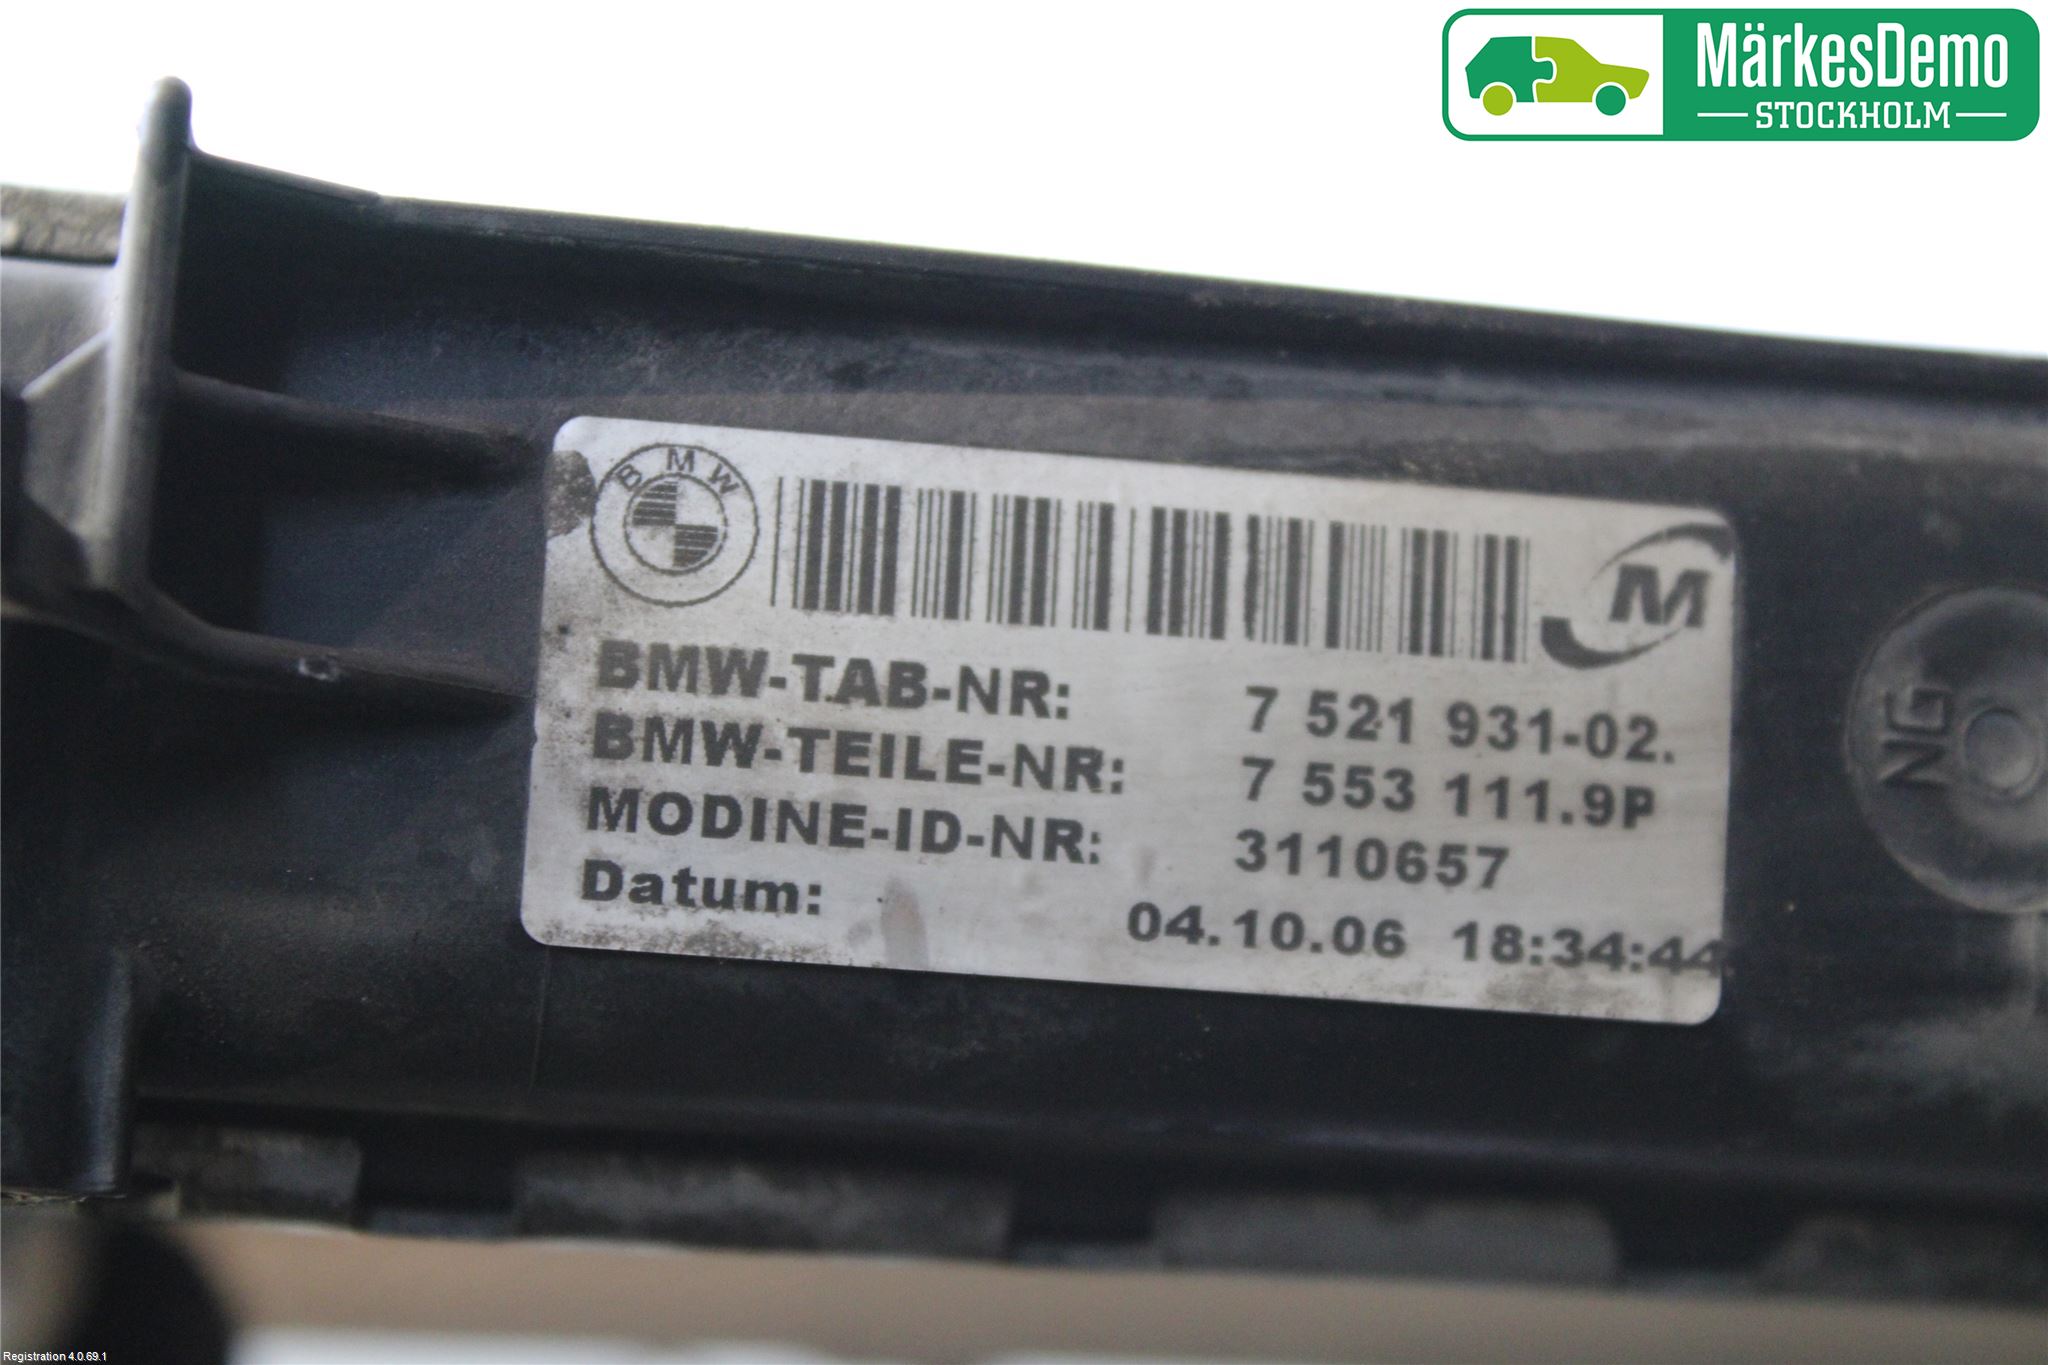 MärkesDemo
STOCKHOLM
BMW
M
BMW-TAB-NR: 7 521 931-02.
BMW-TEILE-NR: 7 553 111.9P
MODINE-ID-NR: 3110657
Datum: 04.10.06 18:34:44
NG
Registration 4.0.69.1